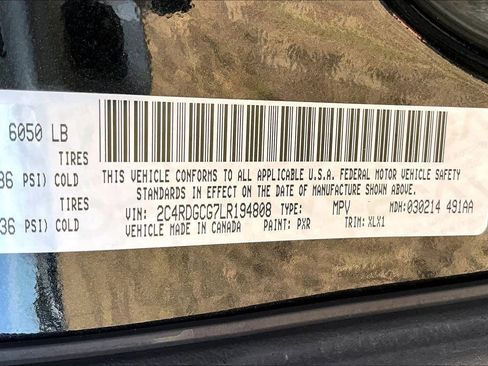 6050 LB
TIRES
36 PSI) COLD
TIRES
36 PSI) COLD
THIS VEHICLE CONFORMS TO ALL APPLICABLE U.S.A. FEDERAL MOTOR VEHICLE SAFETY
STANDARDS IN EFFECT ON THE DATE OF MANUFACTURE SHOWN ABOVE.
VIN: 2C4RDGCG7LR194808 TYPE: MPV MDH: 030214 491AA
VEHICLE MADE IN CANADA PAINT: PXR TRIM: XLX1